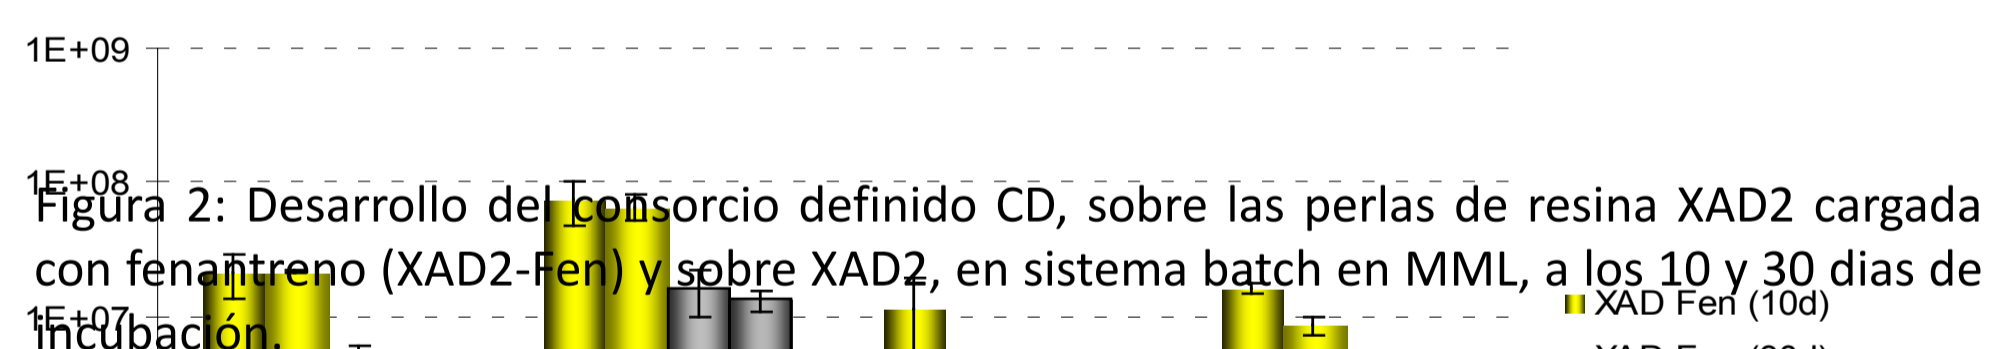 1E+09
1E+08
Figura 2: Desarrollo del consorcio definido CD, sobre las perlas de resina XAD2 cargada
con fenantreno (XAD2-Fen) y sobre XAD2, en sistema batch en MML, a los 10 y 30 dias de
XAD Fen (10d)
1E+07
incubación.